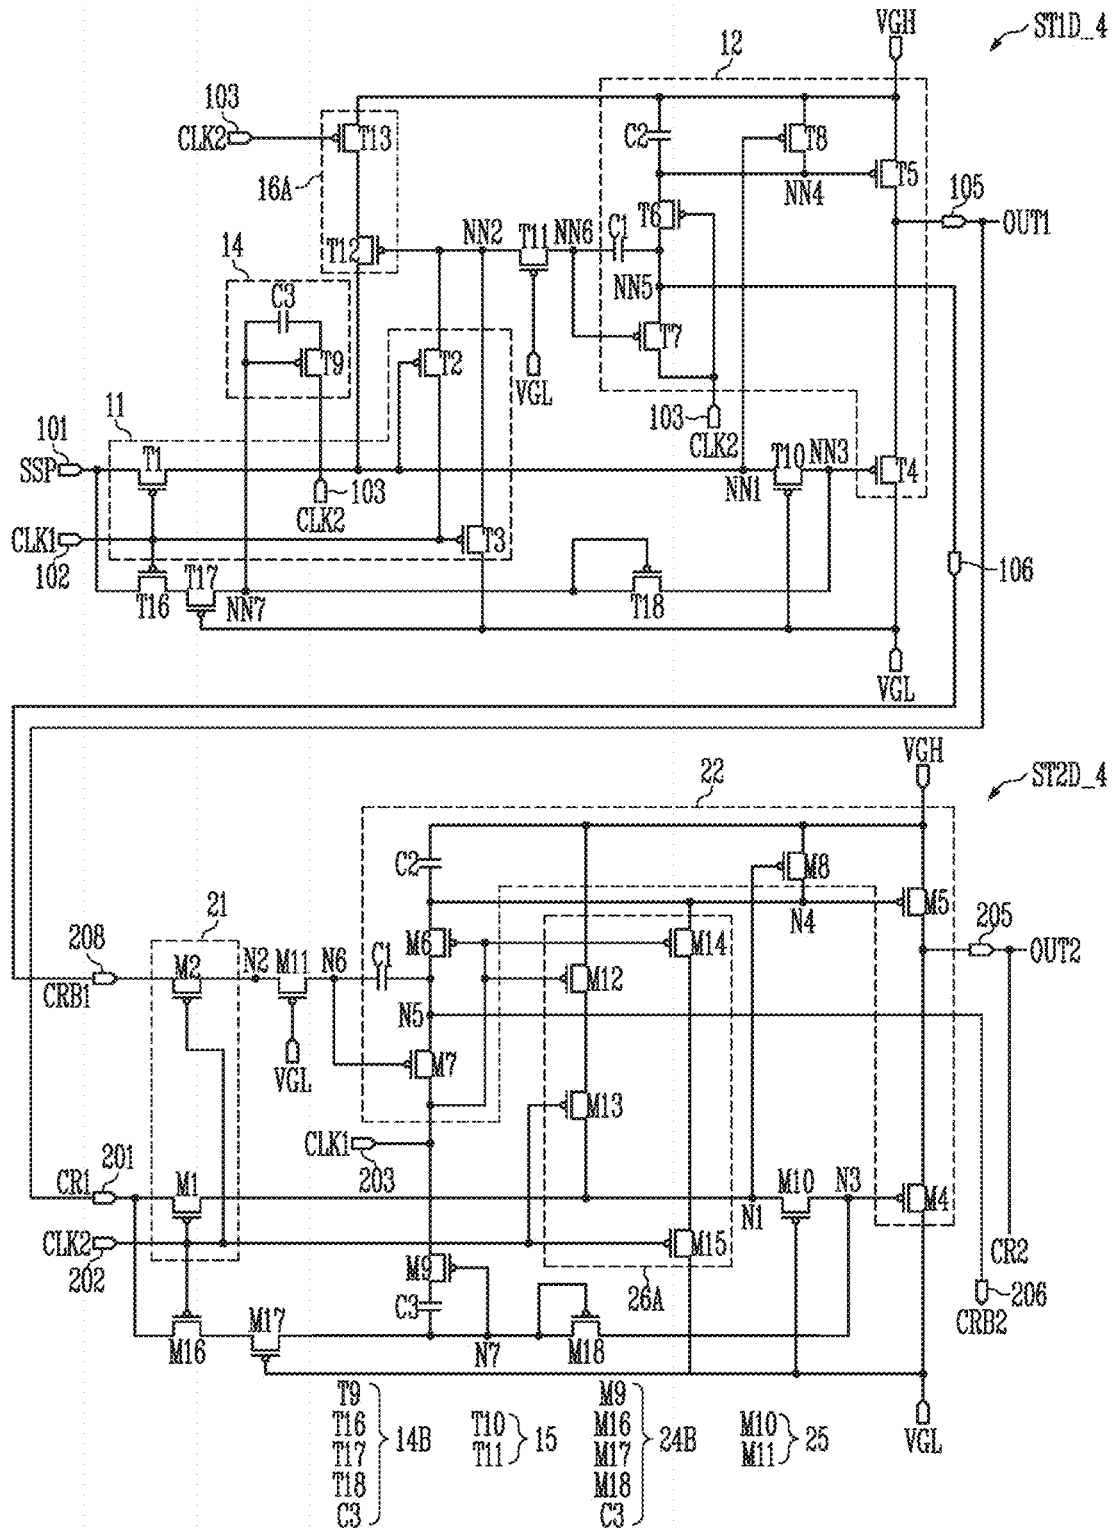 VGH
ST1D_4
12
103
CLK2
T13
C2
T8
16A
T5
105
OUT1
NN4
T6
T12
NN2
T11
NN6
C1
NN5
14
C3
T9
T2
T7
VGL
103
CLK2
11
101
SSP
T1
103
CLK2
NN1
T10
NN3
T4
CLK1
102
T3
106
T16
T17
NN7
T18
VGL
VGH
ST2D_4
22
C2
M8
M5
21
N4
205
OUT2
208
CRB1
M2
N2
M11
N6
C1
M6
M14
M12
N5
VGL
M7
M13
CLK1
203
201
CR1
M1
N1
M10
N3
M4
CLK2
202
M15
CR2
M9
26A
206
CRB2
C3
M16
M17
N7
M18
VGL
T9
T16
T17
T18
C3
14B
T10
T11
15
M9
M16
M17
M18
C3
24B
M10
M11
25